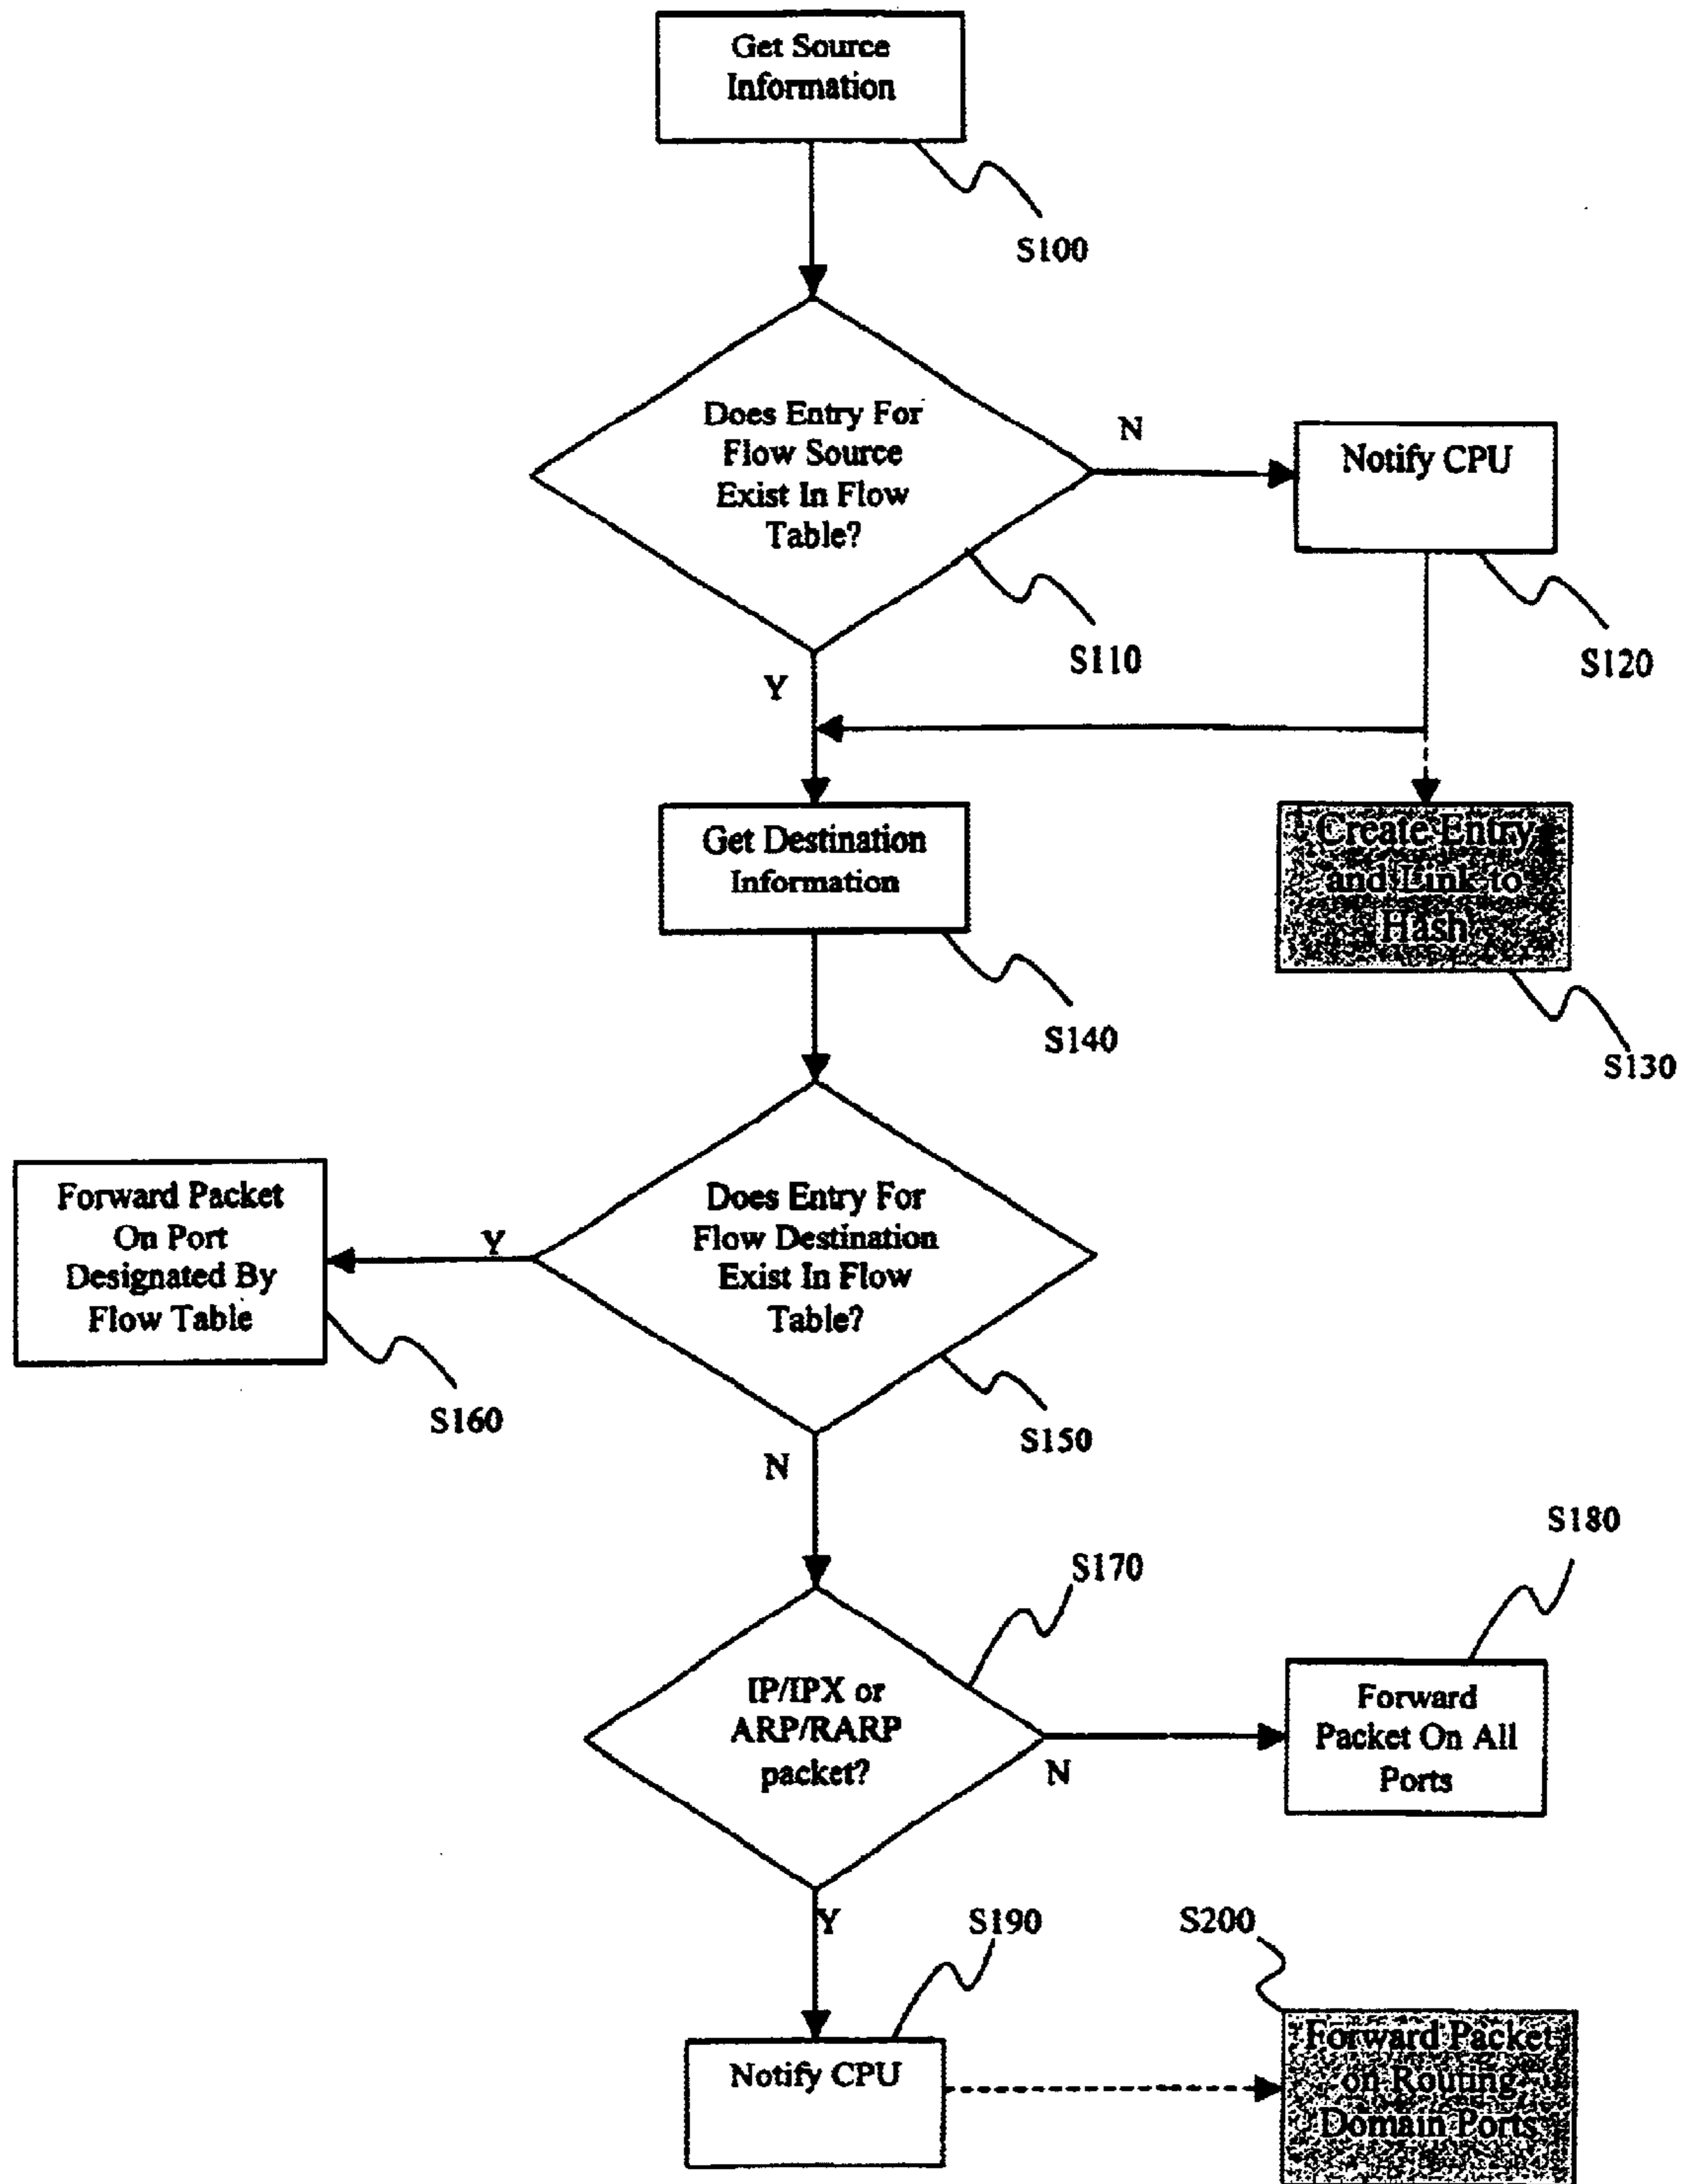 Get Source
Information
S100
Does Entry For
Flow Source
Exist In Flow
Table?
N
Notify CPU
S110
S120
Y
Get Destination
Information
Create Entry
and Link to
Hash
S140
S130
Forward Packet
On Port
Designated By
Flow Table
Y
Does Entry For
Flow Destination
Exist In Flow
Table?
S160
S150
N
S180
S170
IP/IPX or
ARP/RARP
packet?
N
Forward
Packet On All
Ports
Y
S190
S200
Notify CPU
Forward Packet
on Routing
Domain Ports